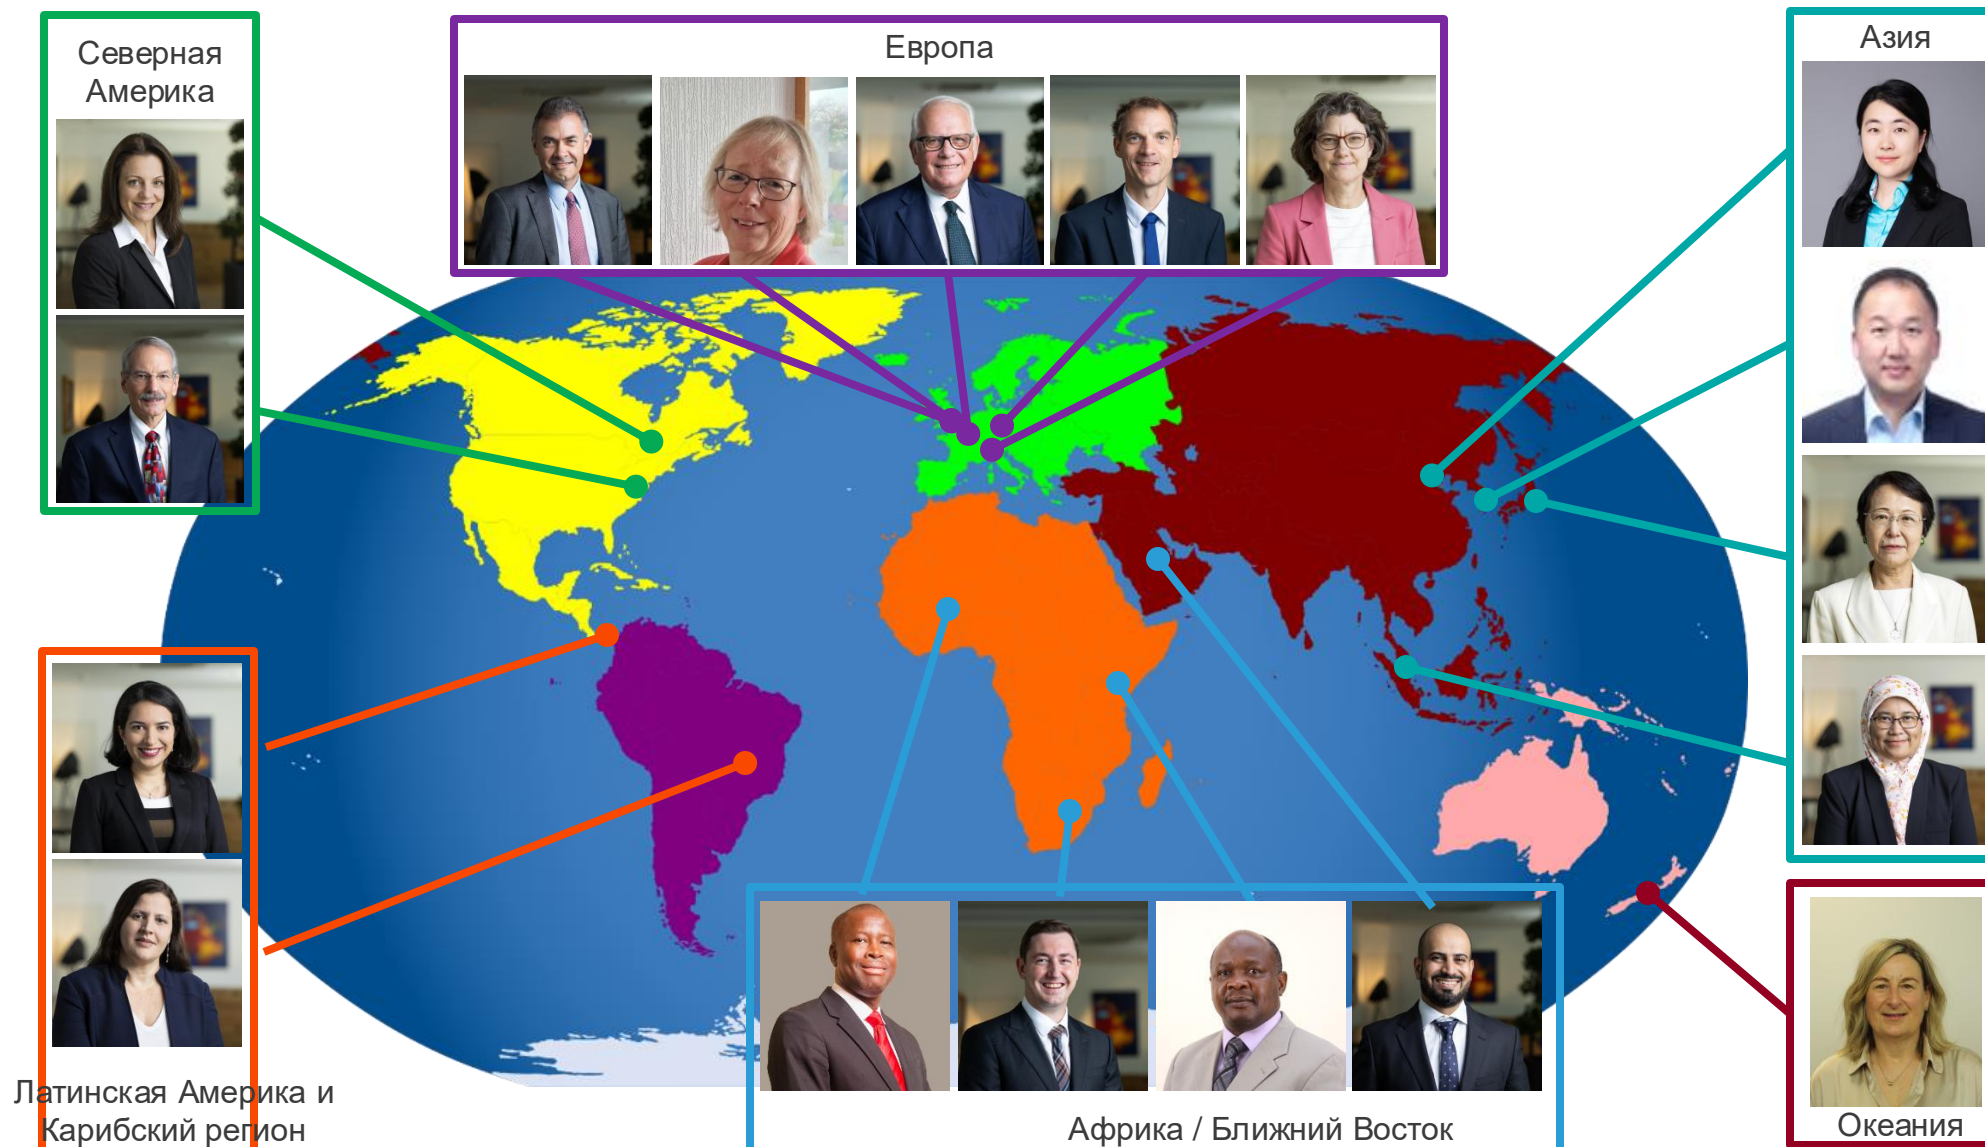 Северная
Америка
Европа
Азия
Латинская Америка и
Карибский регион
Африка / Ближний Восток
Океания